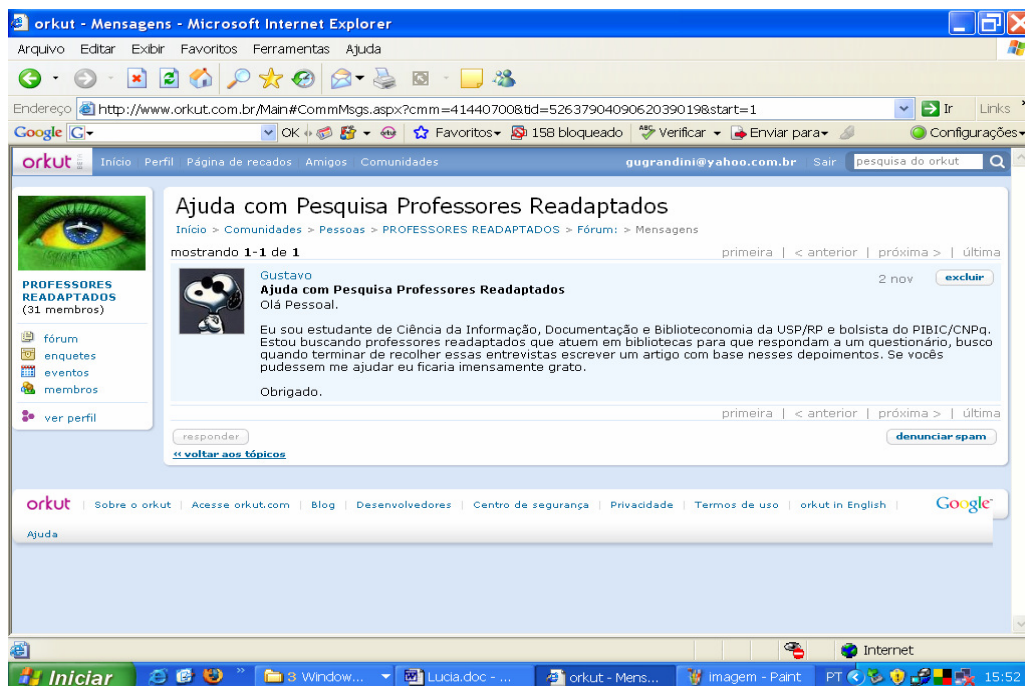 orkut - Mensagens - Microsoft Internet Explorer
Arquivo Editar Exibir Favoritos Ferramentas Ajuda
Endereço http://www.orkut.com.br/Main#CommMsgs.aspx?cmm=41440700&tid=5263790409062039019&start=1 Ir Links
Google G OK Favoritos 158 bloqueado ABC Verificar Enviar para Configurações
orkut Início Perfil Página de recados Amigos Comunidades gugrandini@yahoo.com.br Sair pesquisa do orkut
Ajuda com Pesquisa Professores Readaptados
Início > Comunidades > Pessoas > PROFESSORES READAPTADOS > Fórum: > Mensagens
mostrando 1-1 de 1 primeira | < anterior | próxima > | última
PROFESSORES
READAPTADOS
(31 membros)
fórum
enquetes
eventos
membros
ver perfil
Gustavo 2 nov excluir
Ajuda com Pesquisa Professores Readaptados
Olá Pessoal.
Eu sou estudante de Ciência da Informação, Documentação e Biblioteconomia da USP/RP e bolsista do PIBIC/CNPq.
Estou buscando professores readaptados que atuem em bibliotecas para que respondam a um questionário, busco
quando terminar de recolher essas entrevistas escrever um artigo com base nesses depoimentos. Se vocês
pudessem me ajudar eu ficaria imensamente grato.
Obrigado.
primeira | < anterior | próxima > | última
responder denunciar spam
‹‹ voltar aos tópicos
orkut | Sobre o orkut | Acesse orkut.com | Blog | Desenvolvedores | Centro de segurança | Privacidade | Termos de uso | orkut in English | Google
Ajuda
Internet
Iniciar » 3 Window... Lucia.doc - ... orkut - Mens... imagem - Paint PT 15:52